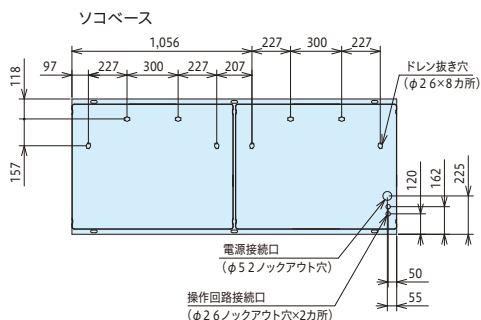 ソコベース
1,056
227
300
227
97
227
300
227
207
ドレン抜き穴
(φ26×8カ所)
118
157
120
162
225
電源接続口
(φ52ノックアウト穴)
50
操作回路接続口
55
(φ26ノックアウト穴×2カ所)